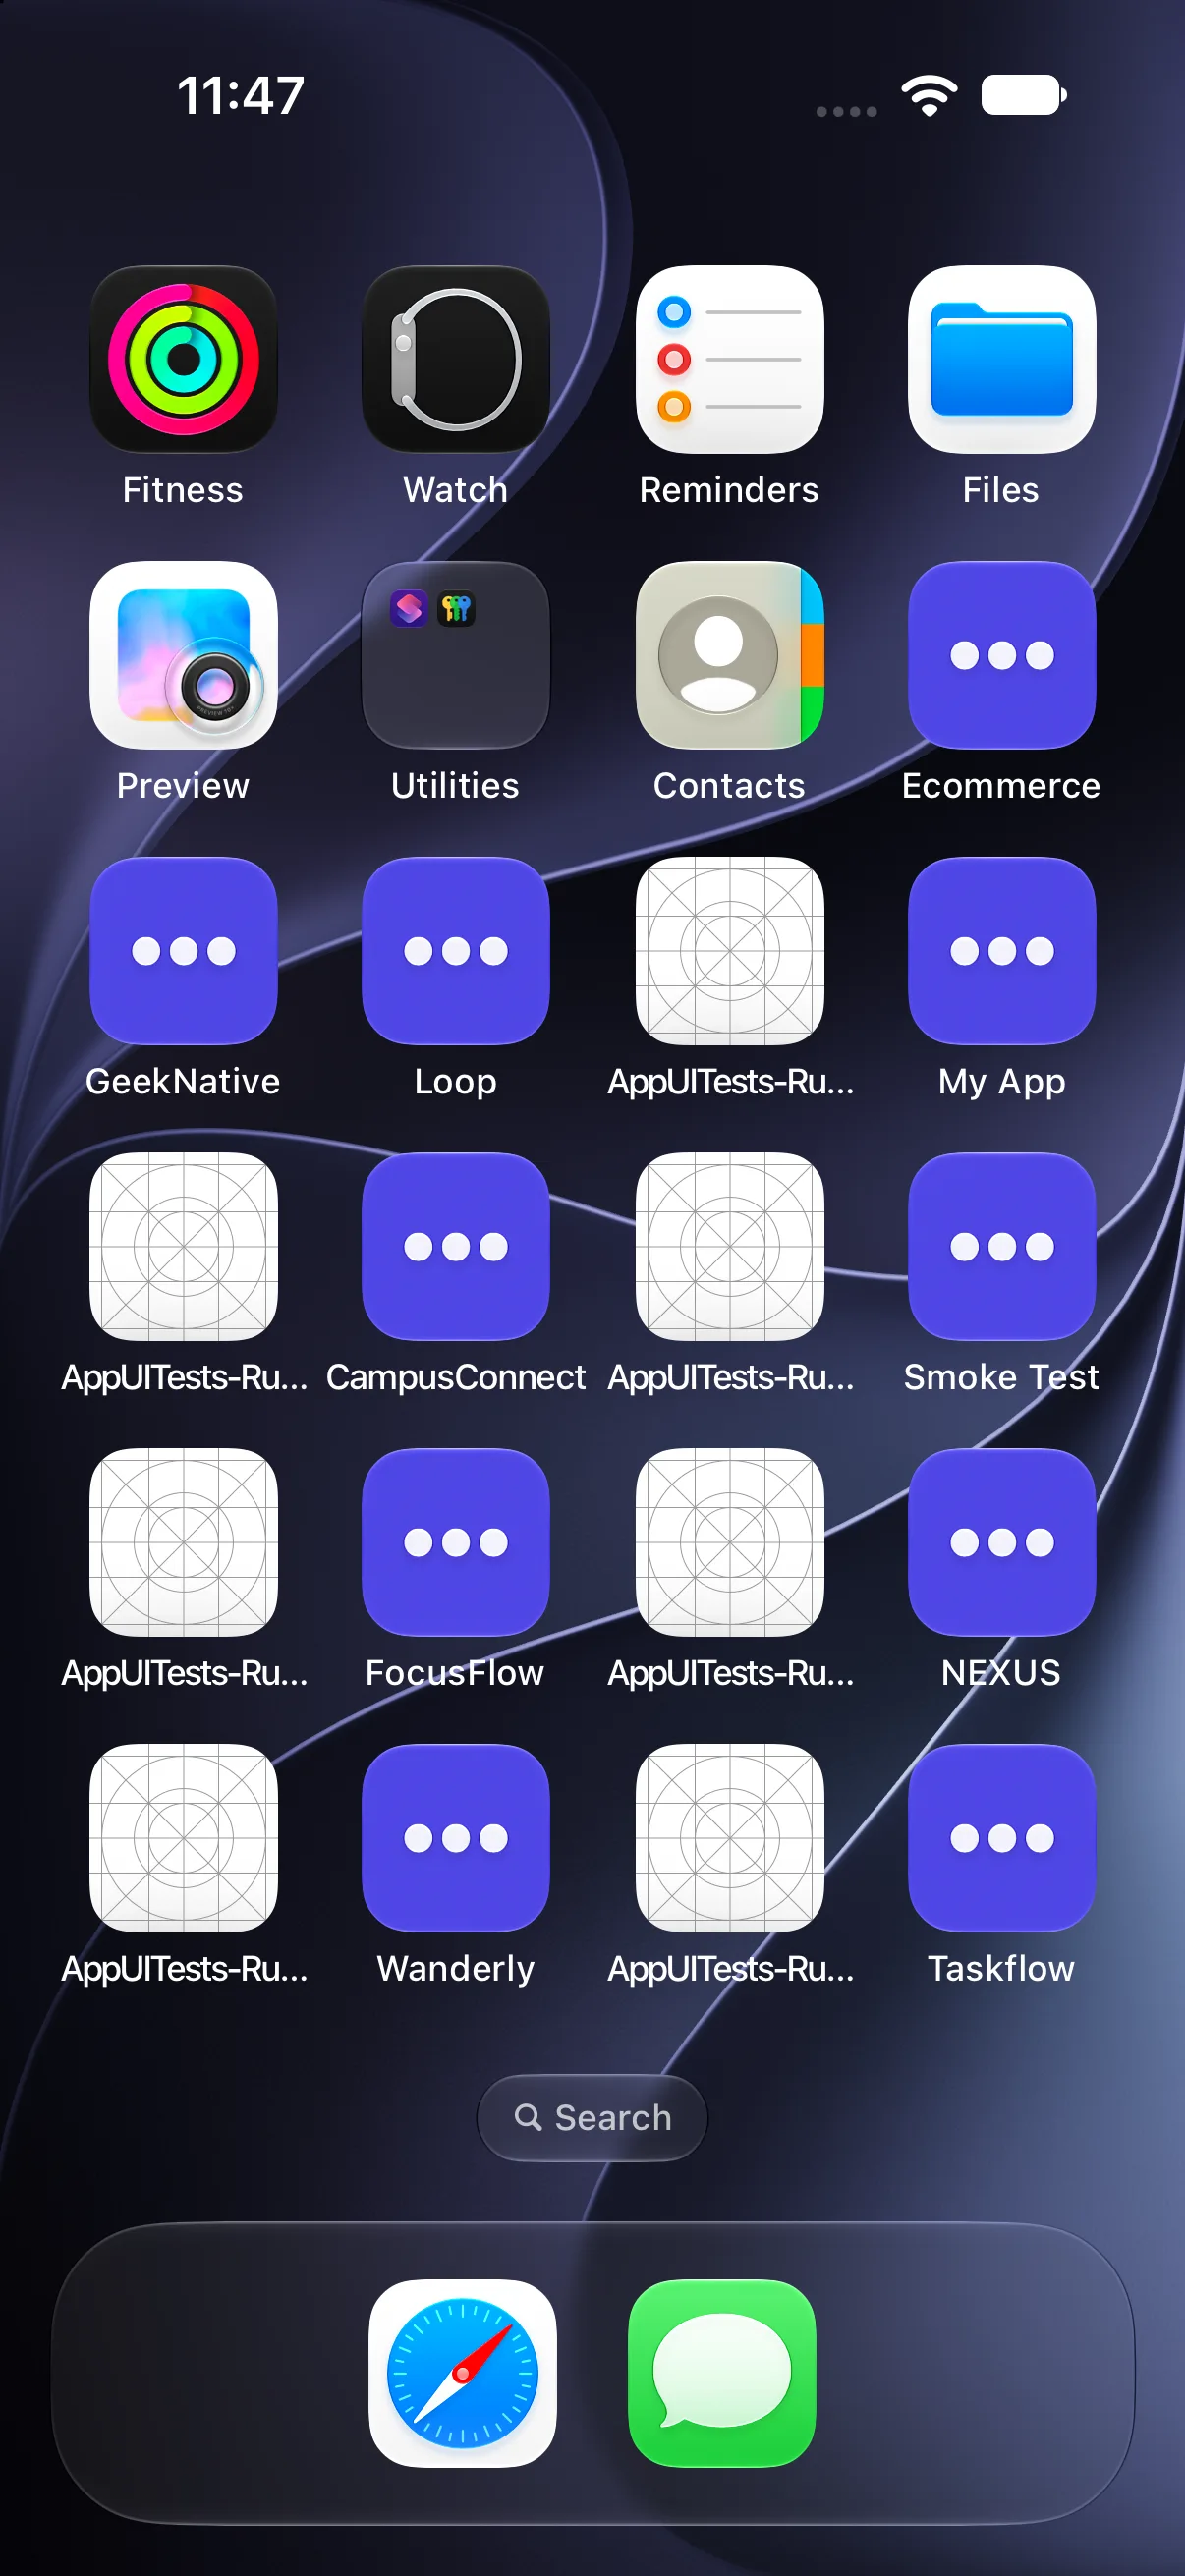 11:47
Fitness
Watch
Reminders
Files
Preview
Utilities
Contacts
Ecommerce
GeekNative
Loop
AppUITests-Ru...
My App
AppUITests-Ru...
CampusConnect
AppUITests-Ru...
Smoke Test
AppUITests-Ru...
FocusFlow
AppUITests-Ru...
NEXUS
AppUITests-Ru...
Wanderly
AppUITests-Ru...
Taskflow
Search